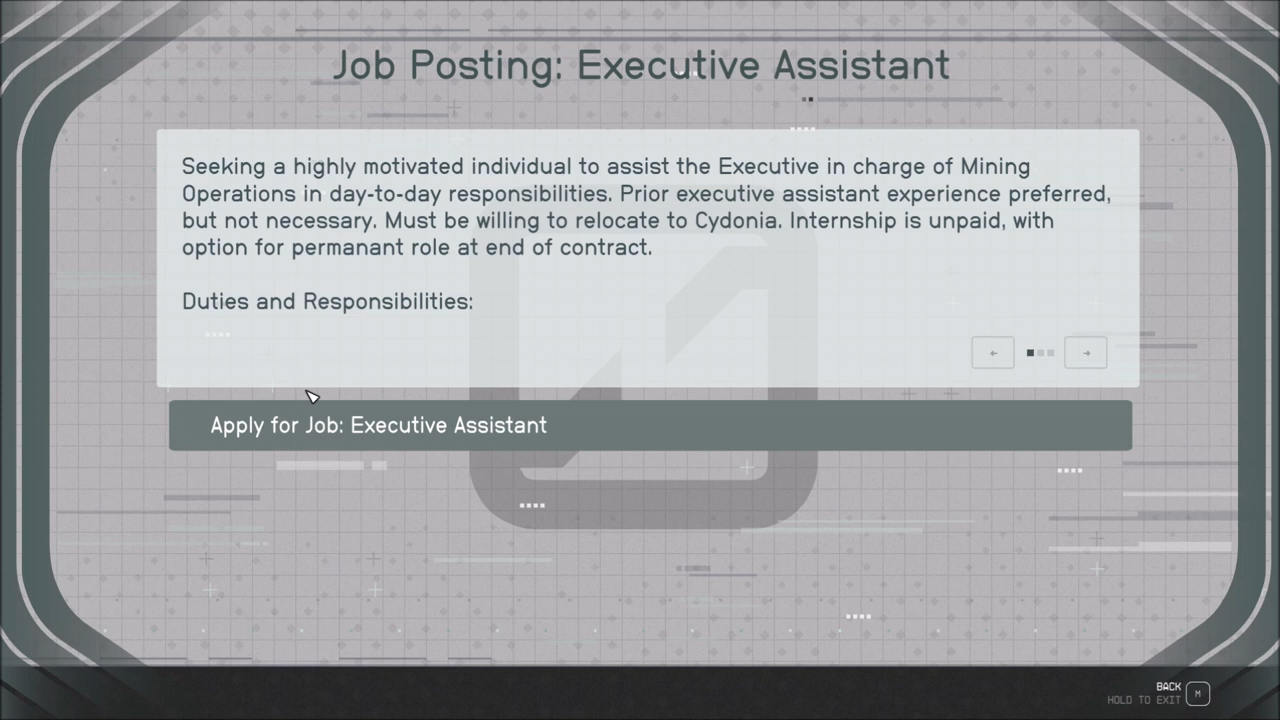 Job Posting: Executive Assistant
Seeking a highly motivated individual to assist the Executive in charge of Mining
Operations in day-to-day responsibilities. Prior executive assistant experience preferred,
but not necessary. Must be willing to relocate to Cydonia. Internship is unpaid, with
option for permanant role at end of contract.
Duties and Responsibilities:
Apply for Job: Executive Assistant
BACK
HOLD TO EXIT
M